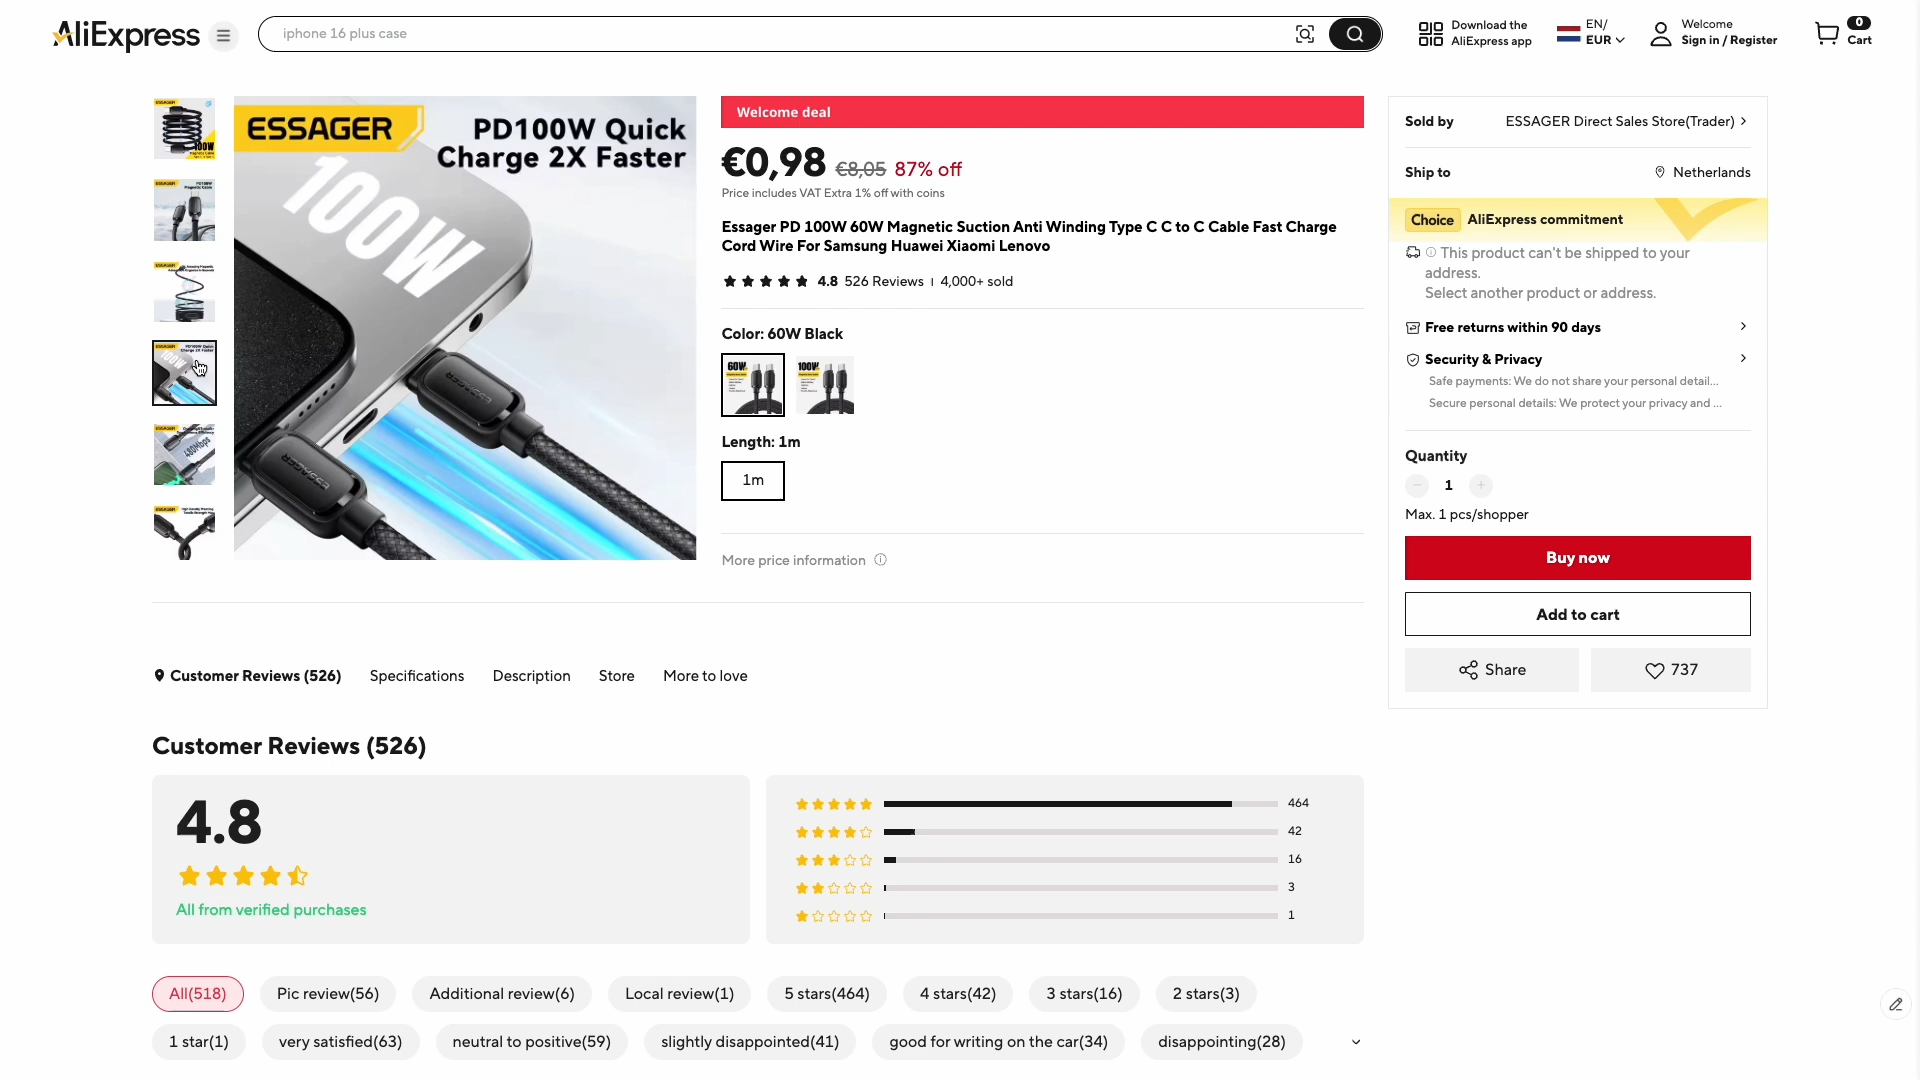 AliExpress
iphone 16 plus case
Download the
AliExpress app
EN/
EUR
Welcome
Sign in / Register
0
Cart
ESSAGER
PD100W Quick
Charge 2X Faster
100W
ESSAGER
ESSAGER
Welcome deal
€0,98 €8,05 87% off
Price includes VAT Extra 1% off with coins
Essager PD 100W 60W Magnetic Suction Anti Winding Type C C to C Cable Fast Charge
Cord Wire For Samsung Huawei Xiaomi Lenovo
4.8 526 Reviews 4,000+ sold
Color: 60W Black
60W
100W
Length: 1m
1m
More price information
Sold by ESSAGER Direct Sales Store(Trader)
Ship to Netherlands
Choice AliExpress commitment
This product can't be shipped to your
address.
Select another product or address.
Free returns within 90 days
Security & Privacy
Safe payments: We do not share your personal detail...
Secure personal details: We protect your privacy and ...
Quantity
1
Max. 1 pcs/shopper
Buy now
Add to cart
Share
737
Customer Reviews (526) Specifications Description Store More to love
Customer Reviews (526)
4.8
All from verified purchases
464
42
16
3
1
All(518) Pic review(56) Additional review(6) Local review(1) 5 stars(464) 4 stars(42) 3 stars(16) 2 stars(3)
1 star(1) very satisfied(63) neutral to positive(59) slightly disappointed(41) good for writing on the car(34) disappointing(28)